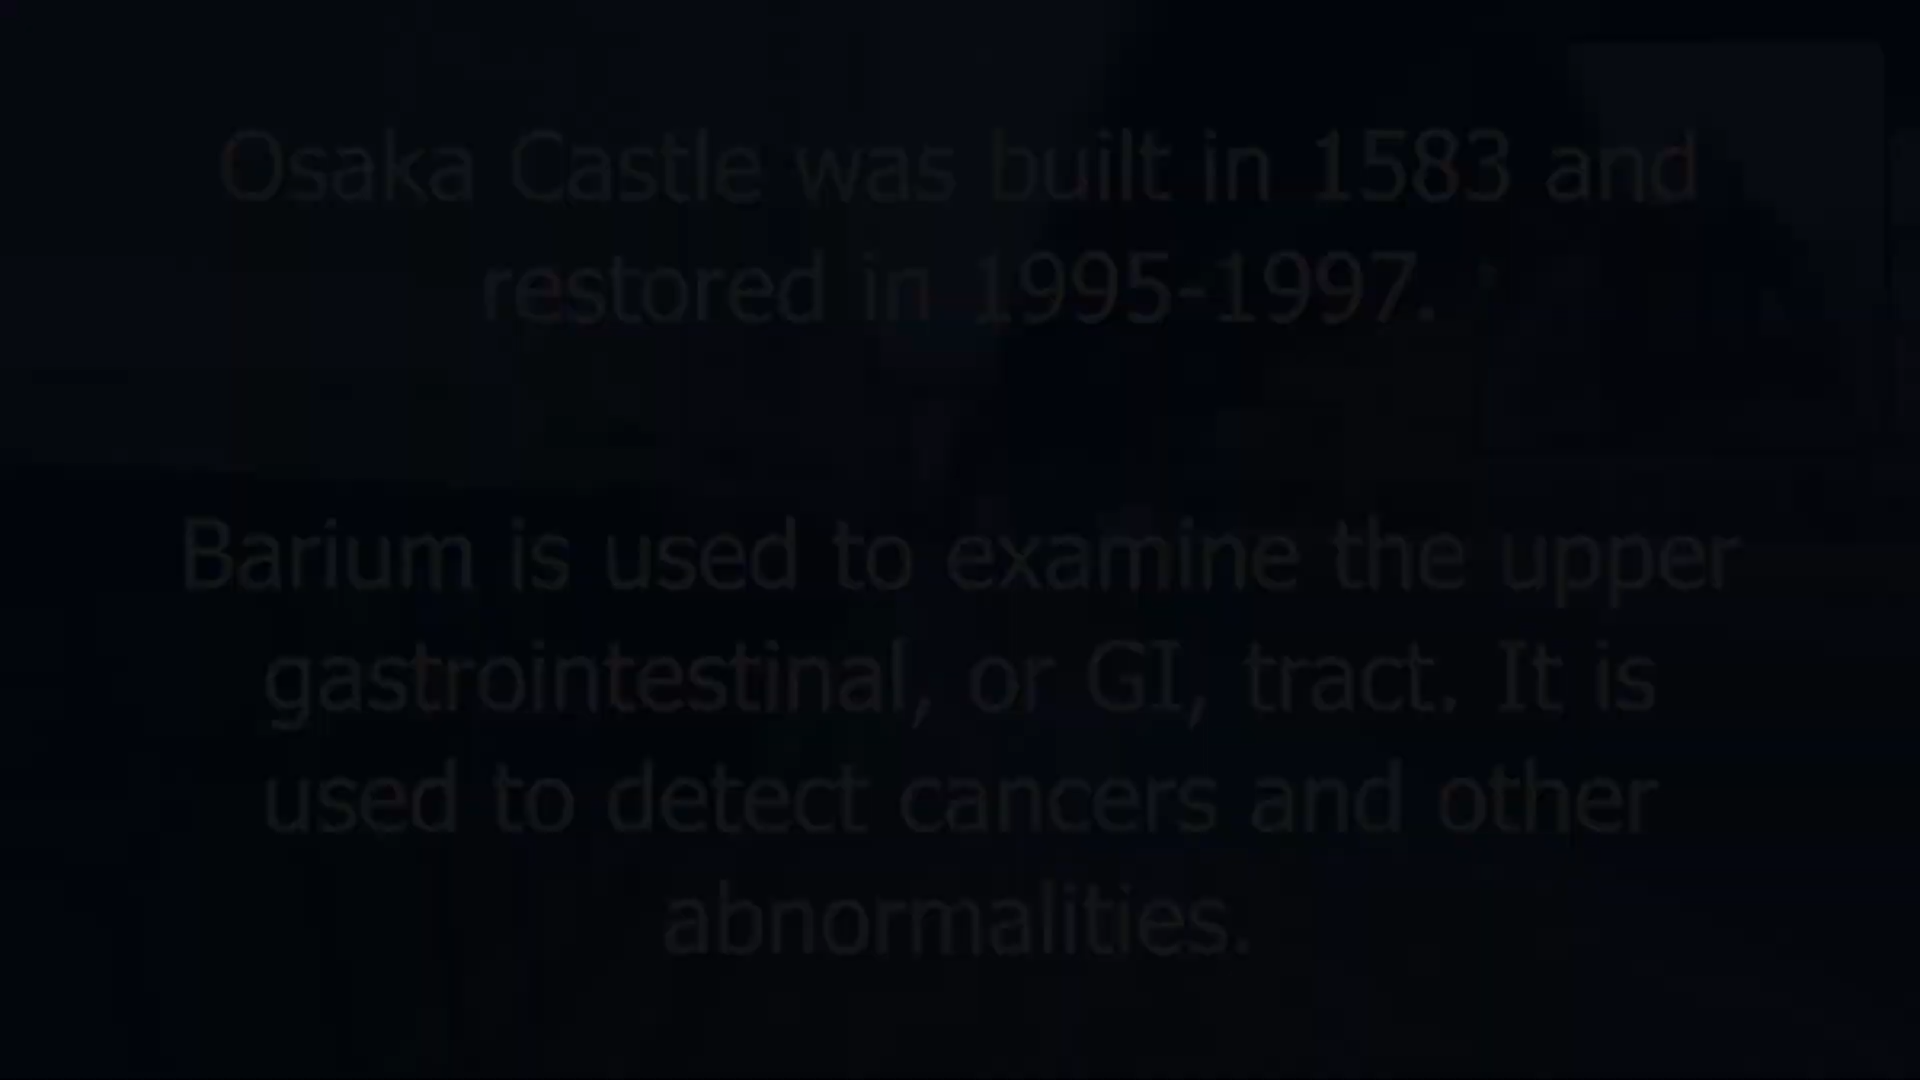 Osaka Castle was built in 1583 and
restored in 1995-1997.
Barium is used to examine the upper
gastrointestinal, or GI, tract. It is
used to detect cancers and other
abnormalities.